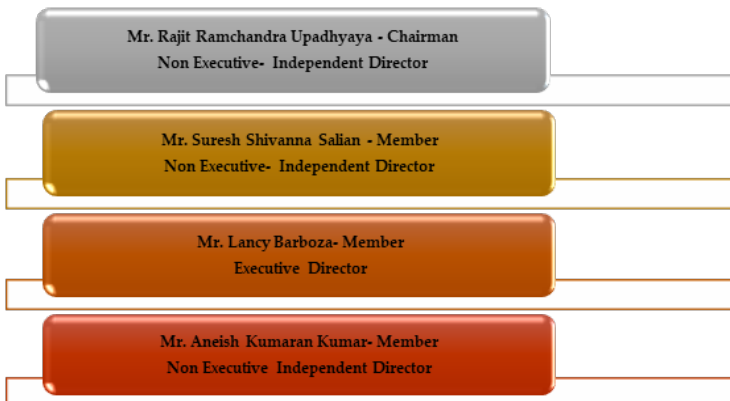 Mr. Rajit Ramchandra Upadhyaya - Chairman
Non Executive- Independent Director
Mr. Suresh Shivanna Salian - Member
Non Executive- Independent Director
Mr. Lancy Barboza- Member
Executive Director
Mr. Aneish Kumaran Kumar- Member
Non Executive Independent Director